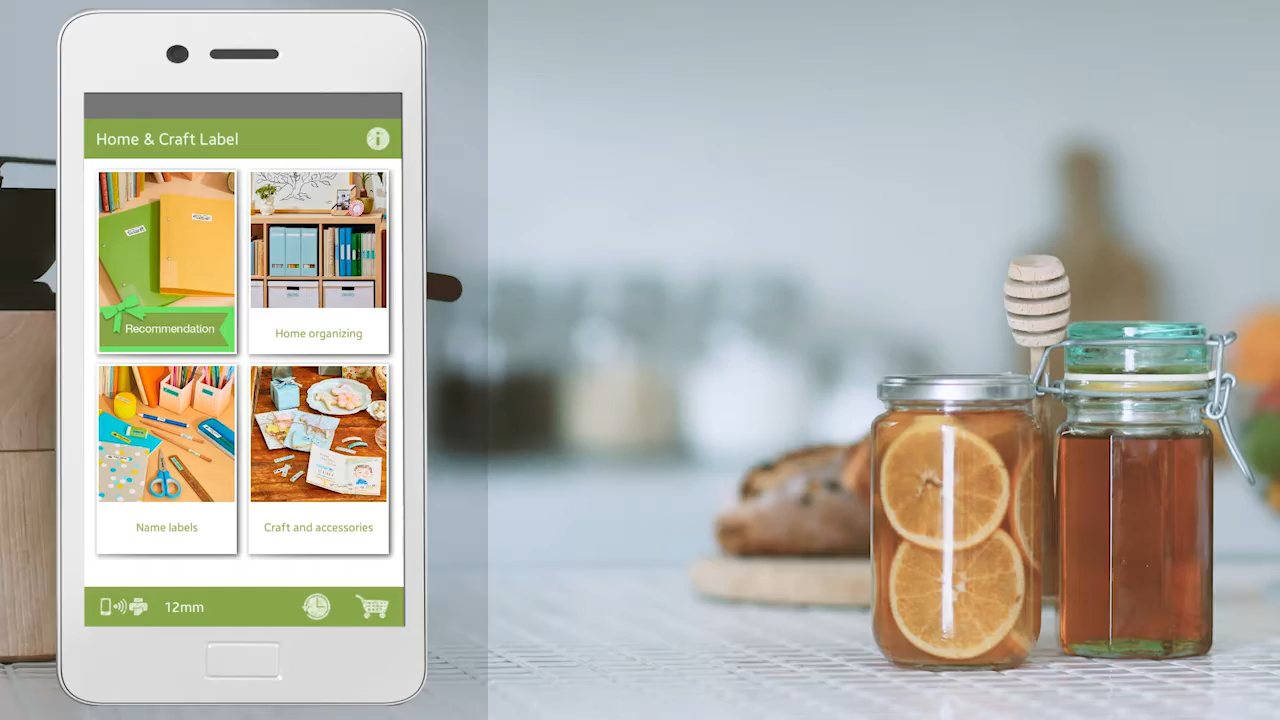 Home & Craft Label
Recommendation
Home organizing
Name labels
Craft and accessories
12mm